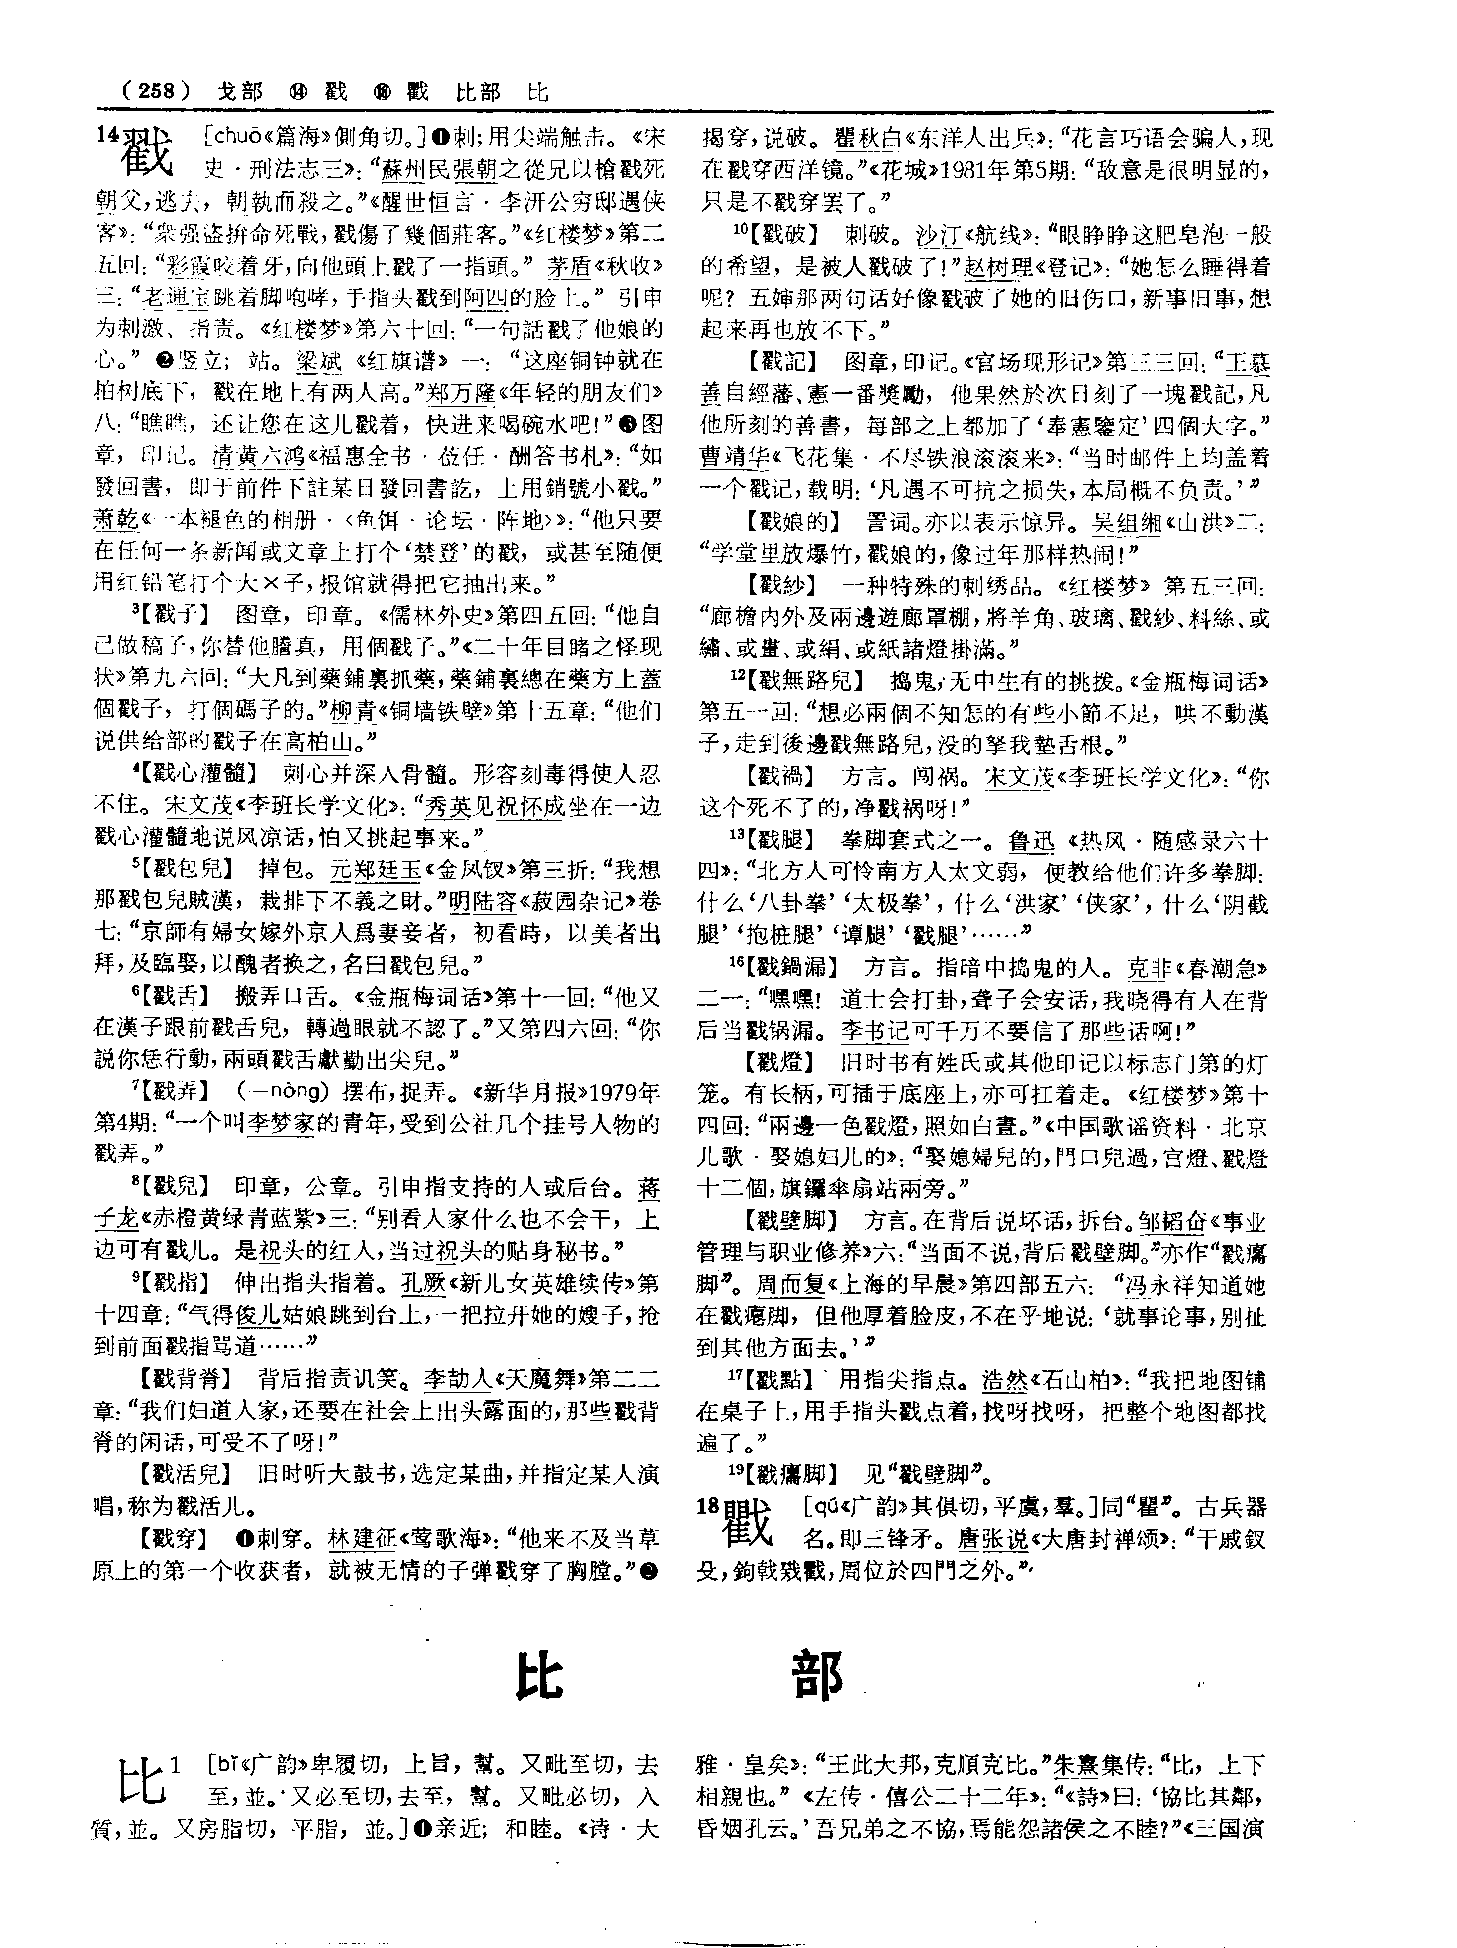 (258) 戈部 ⑭ 戳 ⑱ 戵 比部 比
14戳 [chuō《篇海》側角切。]❶刺;用尖端触击。《宋
史·刑法志三》:“蘇州民張朝之從兄以槍戳死
朝父,逃去,朝執而殺之。”《醒世恒言·李汧公穷邸遇侠
客》:“衆强盗拚命死戰,戳傷了幾個莊客。”《红楼梦》第二
五回:“彩霞咬着牙,向他頭上戳了一指頭。”茅盾《秋收》
三:“老通宝跳着脚咆哮,手指头戳到阿四的脸上。”引申
为刺激、指责。《红楼梦》第六十回:“一句話戳了他娘的
心。”❷竖立;站。梁斌《红旗谱》一:“这座铜钟就在
柏树底下,戳在地上有两人高。”郑万隆《年轻的朋友们》
八:“瞧瞧,还让您在这儿戳着,快进来喝碗水吧!”❸图
章,印记。清黄六鸿《福惠全书·莅任·酬答书札》:“如
發回書,即于前件下註某日發回書訖,上用銷號小戳。”
萧乾《一本褪色的相册·〈鱼饵·论坛·阵地〉》:“他只要
在任何一条新闻或文章上打个‘禁登’的戳,或甚至随便
用红铅笔打个大×子,报馆就得把它抽出来。”
3【戳子】 图章,印章。《儒林外史》第四五回:“他自
己做稿子,你替他謄真,用個戳子。”《二十年目睹之怪现
状》第九六回:“大凡到藥鋪裏抓藥,藥鋪裏總在藥方上蓋
個戳子,打個碼子的。”柳青《铜墙铁壁》第十五章:“他们
说供给部的戳子在高柏山。”
4【戳心灌髓】 刺心并深入骨髓。形容刻毒得使人忍
不住。宋文茂《李班长学文化》:“秀英见祝怀成坐在一边
戳心灌髓地说风凉话,怕又挑起事来。”
5【戳包兒】 掉包。元郑廷玉《金凤钗》第三折:“我想
那戳包兒賊漢,栽排下不義之財。”明陆容《菽园杂记》卷
七:“京師有婦女嫁外京人爲妻妾者,初看時,以美者出
拜,及臨娶,以醜者换之,名曰戳包兒。”
6【戳舌】 搬弄口舌。《金瓶梅词话》第十一回:“他又
在漢子跟前戳舌兒,轉過眼就不認了。”又第四六回:“你
説你恁行動,兩頭戳舌獻勤出尖兒。”
7【戳弄】 (—nòng)摆布,捉弄。《新华月报》1979年
第4期:“一个叫李梦家的青年,受到公社几个挂号人物的
戳弄。”
8【戳兒】 印章,公章。引申指支持的人或后台。蒋
子龙《赤橙黄绿青蓝紫》三:“别看人家什么也不会干,上
边可有戳儿。是祝头的红人,当过祝头的贴身秘书。”
9【戳指】 伸出指头指着。孔厥《新儿女英雄续传》第
十四章:“气得俊儿姑娘跳到台上,一把拉开她的嫂子,抢
到前面戳指骂道……”
【戳背脊】 背后指责讥笑。李劼人《天魔舞》第二二
章:“我们妇道人家,还要在社会上出头露面的,那些戳背
脊的闲话,可受不了呀!”
【戳活兒】 旧时听大鼓书,选定某曲,并指定某人演
唱,称为戳活儿。
【戳穿】 ❶刺穿。林建征《莺歌海》:“他来不及当草
原上的第一个收获者,就被无情的子弹戳穿了胸膛。”❷
揭穿,说破。瞿秋白《东洋人出兵》:“花言巧语会骗人,现
在戳穿西洋镜。”《花城》1981年第5期:“敌意是很明显的,
只是不戳穿罢了。”
10【戳破】 刺破。沙汀《航线》:“眼睁睁这肥皂泡一般
的希望,是被人戳破了!”赵树理《登记》:“她怎么睡得着
呢?五婶那两句话好像戳破了她的旧伤口,新事旧事,想
起来再也放不下。”
【戳記】 图章,印记。《官场现形记》第三三回:“王慕
善自經藩、憲一番奬勵,他果然於次日刻了一塊戳記,凡
他所刻的善書,每部之上都加了‘奉憲鑒定’四個大字。”
曹靖华《飞花集·不尽铁浪滚滚来》:“当时邮件上均盖着
一个戳记,载明:‘凡遇不可抗之损失,本局概不负责。’”
【戳娘的】 詈词。亦以表示惊异。吴组缃《山洪》二:
“学堂里放爆竹,戳娘的,像过年那样热闹!”
【戳紗】 一种特殊的刺绣品。《红楼梦》第五三回:
“廊檐内外及兩邊遊廊罩棚,將羊角、玻璃、戳紗、料絲、或
繡、或畫、或絹、或紙諸燈掛滿。”
12【戳無路兒】 捣鬼;无中生有的挑拨。《金瓶梅词话》
第五一回:“想必兩個不知怎的有些小節不足,哄不動漢
子,走到後邊戳無路兒,没的拏我墊舌根。”
【戳禍】 方言。闯祸。宋文茂《李班长学文化》:“你
这个死不了的,净戳祸呀!”
13【戳腿】 拳脚套式之一。鲁迅《热风·随感录六十
四》:“北方人可怜南方人太文弱,便教给他们许多拳脚:
什么‘八卦拳’‘太极拳’,什么‘洪家’‘侠家’,什么‘阴截
腿’‘抱桩腿’‘谭腿’‘戳腿’……”
16【戳鍋漏】 方言。指暗中捣鬼的人。克非《春潮急》
二一:“嘿嘿!道士会打卦,聋子会安话,我晓得有人在背
后当戳锅漏。李书记可千万不要信了那些话啊!”
【戳燈】 旧时书有姓氏或其他印记以标志门第的灯
笼。有长柄,可插于底座上,亦可扛着走。《红楼梦》第十
四回:“兩邊一色戳燈,照如白晝。”《中国歌谣资料·北京
儿歌·娶媳妇儿的》:“娶媳婦兒的,門口兒過,宫燈、戳燈
十二個,旗鑼傘扇站兩旁。”
【戳壁脚】 方言。在背后说坏话,拆台。邹韬奋《事业
管理与职业修养》六:“当面不说,背后戳壁脚。”亦作“戳癟
脚”。周而复《上海的早晨》第四部五六:“冯永祥知道她
在戳瘪脚,但他厚着脸皮,不在乎地说:‘就事论事,别扯
到其他方面去。’”
17【戳點】 用指尖指点。浩然《石山柏》:“我把地图铺
在桌子上,用手指头戳点着,找呀找呀,把整个地图都找
遍了。”
19【戳癟脚】 见“戳壁脚”。
18戵 [qú《广韵》其俱切,平虞,羣。]同“瞿”。古兵器
名。即三锋矛。唐张说《大唐封禅颂》:“干戚釵
殳,鉤戟戣戵,周位於四門之外。”
比 部
比1 [bǐ《广韵》卑履切,上旨,幫。又毗至切,去
至,並。又必至切,去至,幫。又毗必切,入
質,並。又房脂切,平脂,並。]❶亲近;和睦。《诗·大
雅·皇矣》:“王此大邦,克順克比。”朱熹集传:“比,上下
相親也。”《左传·僖公二十二年》:“《詩》曰:‘協比其鄰,
昏姻孔云。’吾兄弟之不協,焉能怨諸侯之不睦?”《三国演